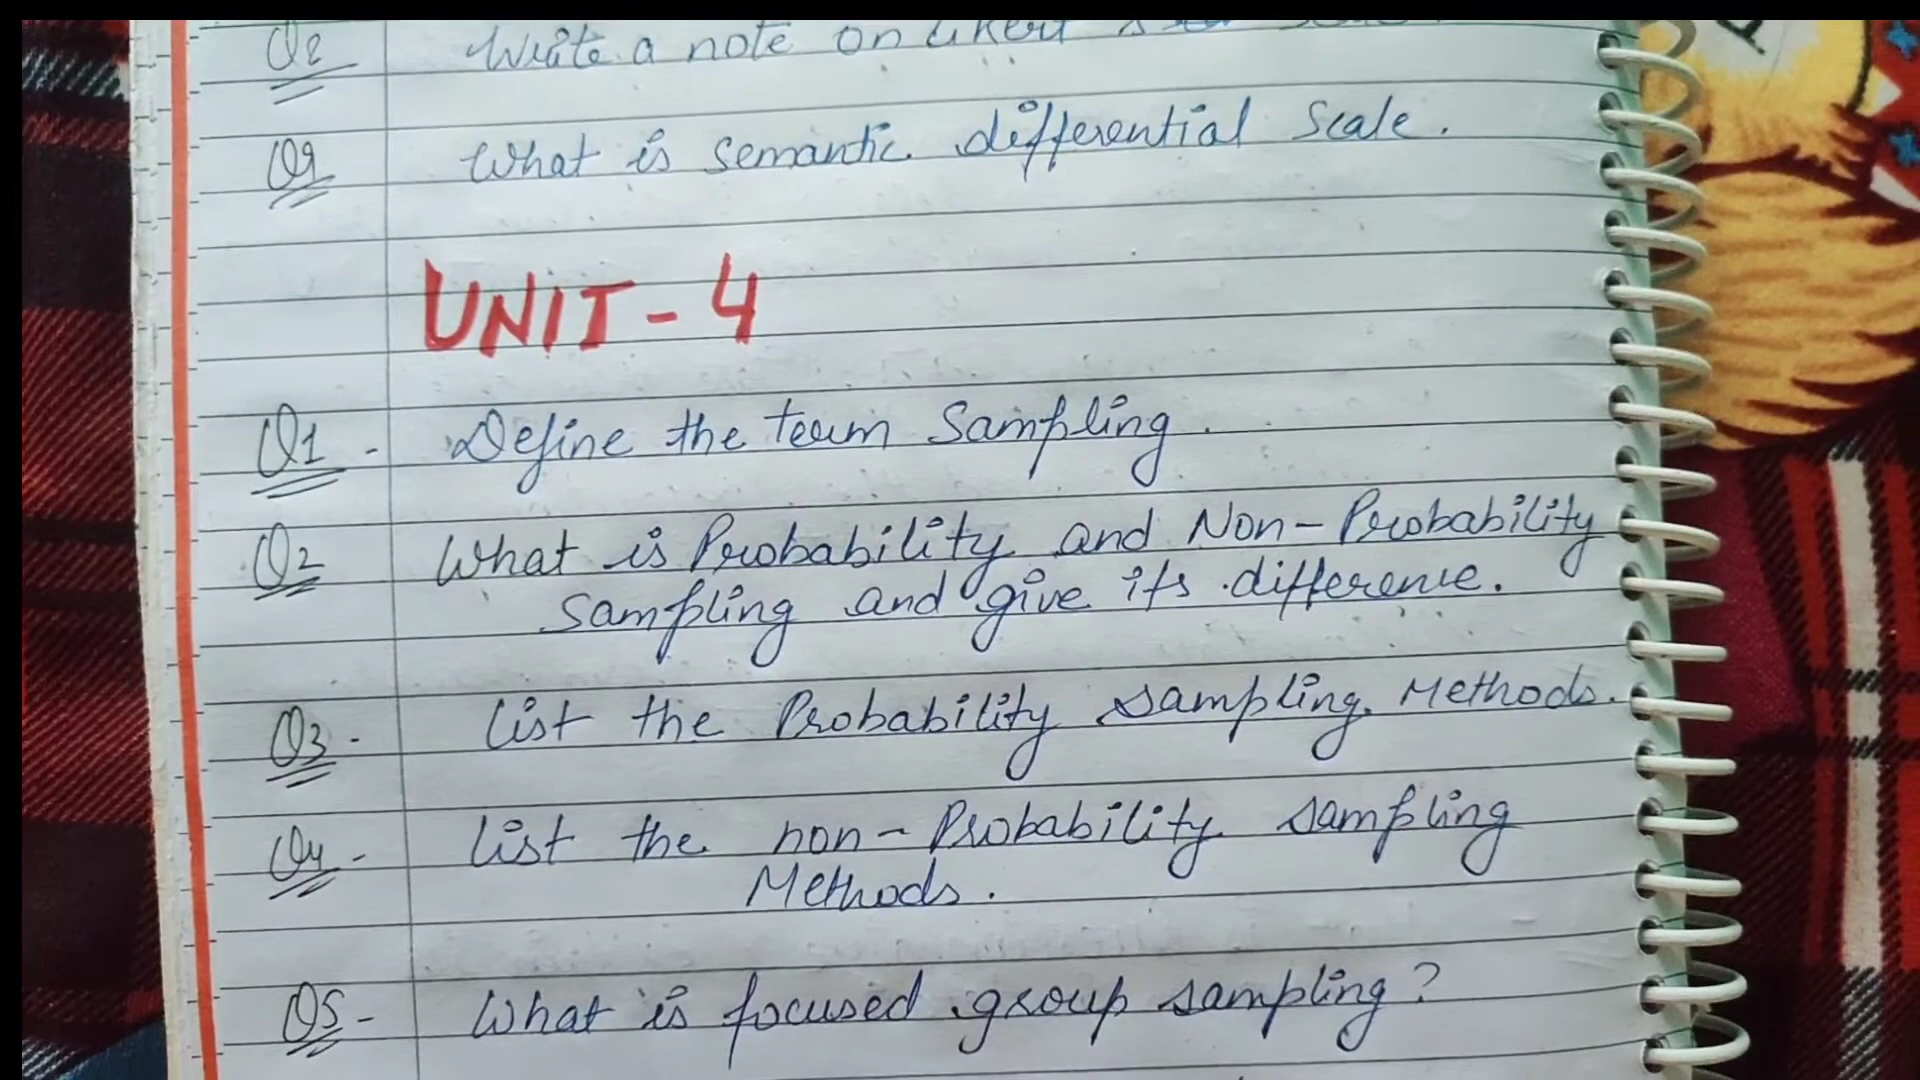 Q8 Write a note on Likert's
Q9 What is semantic differential Scale.
UNIT-4
Q1 - Define the term Sampling.
Q2 What is Probability and Non-Probability
Sampling and give its difference.
Q3 - List the Probability Sampling Methods.
Q4 - List the non-Probability sampling
Methods.
Q5 - What is focused group sampling?